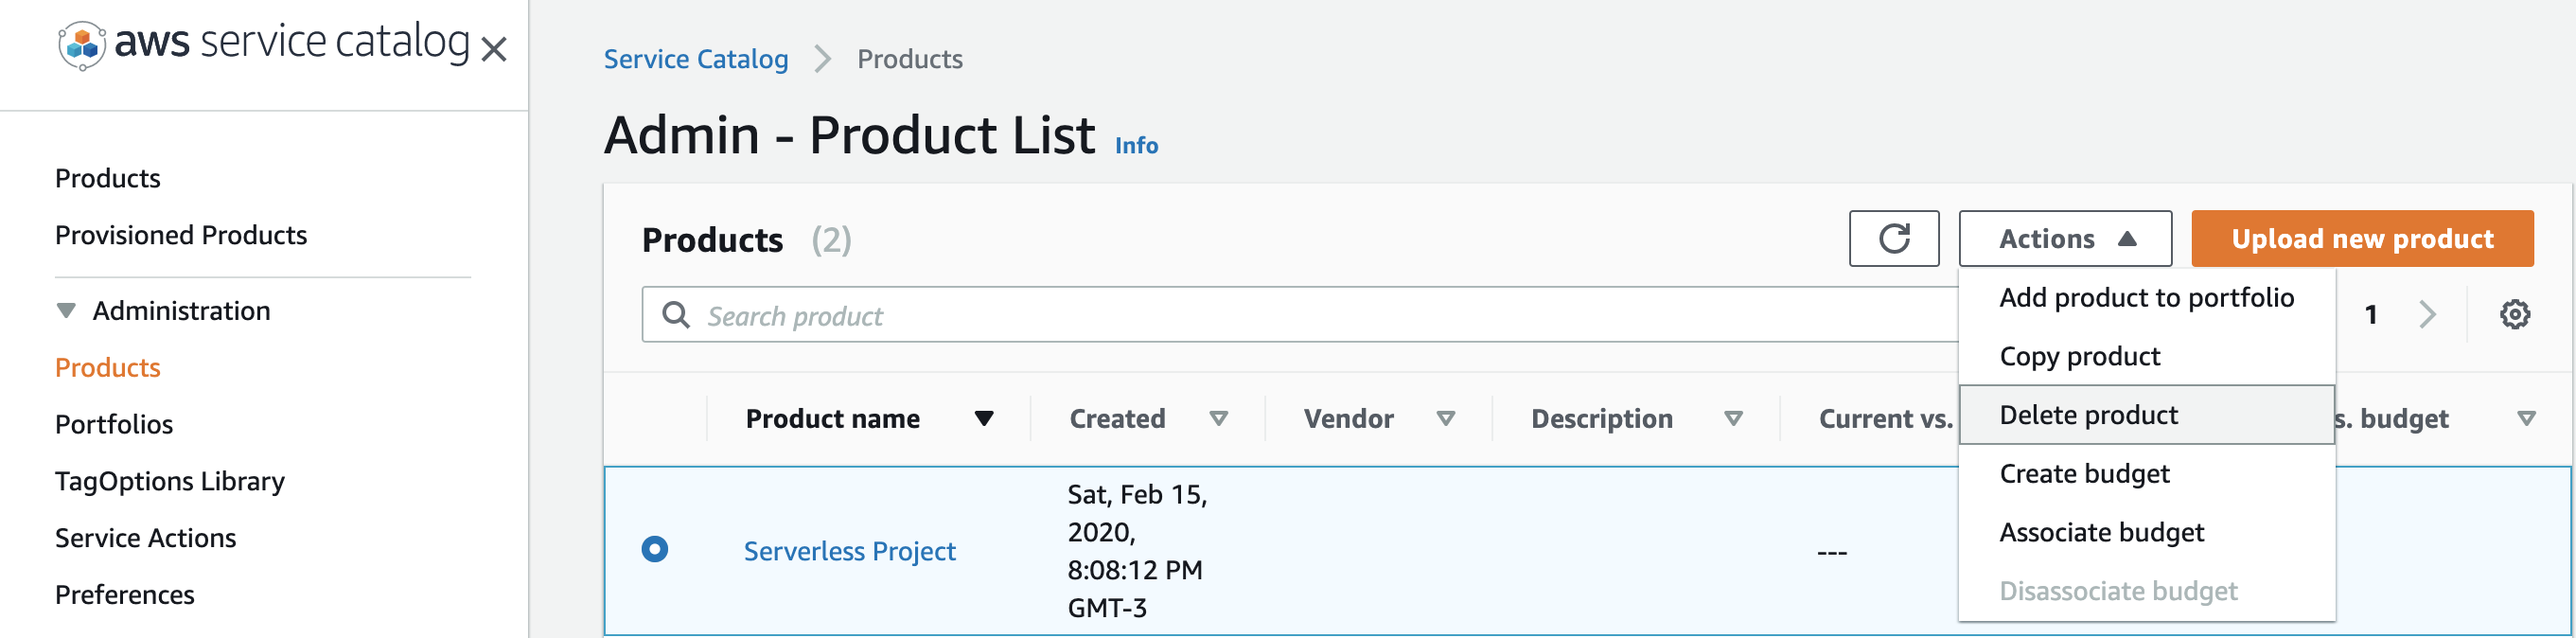 aws service catalog
Products
Provisioned Products
Administration
Products
Portfolios
TagOptions Library
Service Actions
Preferences
Service Catalog > Products
Admin - Product List Info
Products (2)
Actions
Upload new product
Search product
1
Add product to portfolio
Copy product
Delete product
Create budget
Associate budget
Disassociate budget
Product name Created Vendor Description Current vs. s. budget
Serverless Project
Sat, Feb 15,
2020,
8:08:12 PM
GMT-3
---